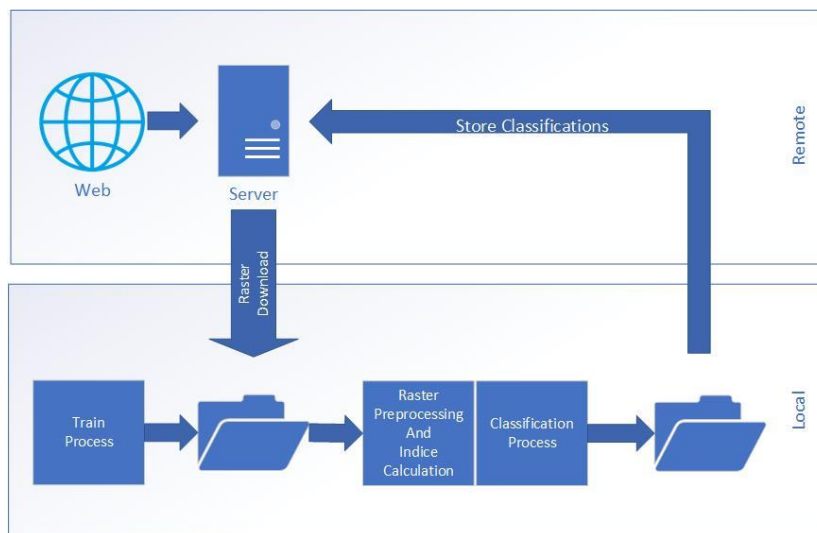 Web
Server
Store Classifications
Remote
Raster
Download
Train
Process
Raster
Preprocessing
And
Indice
Calculation
Classification
Process
Local